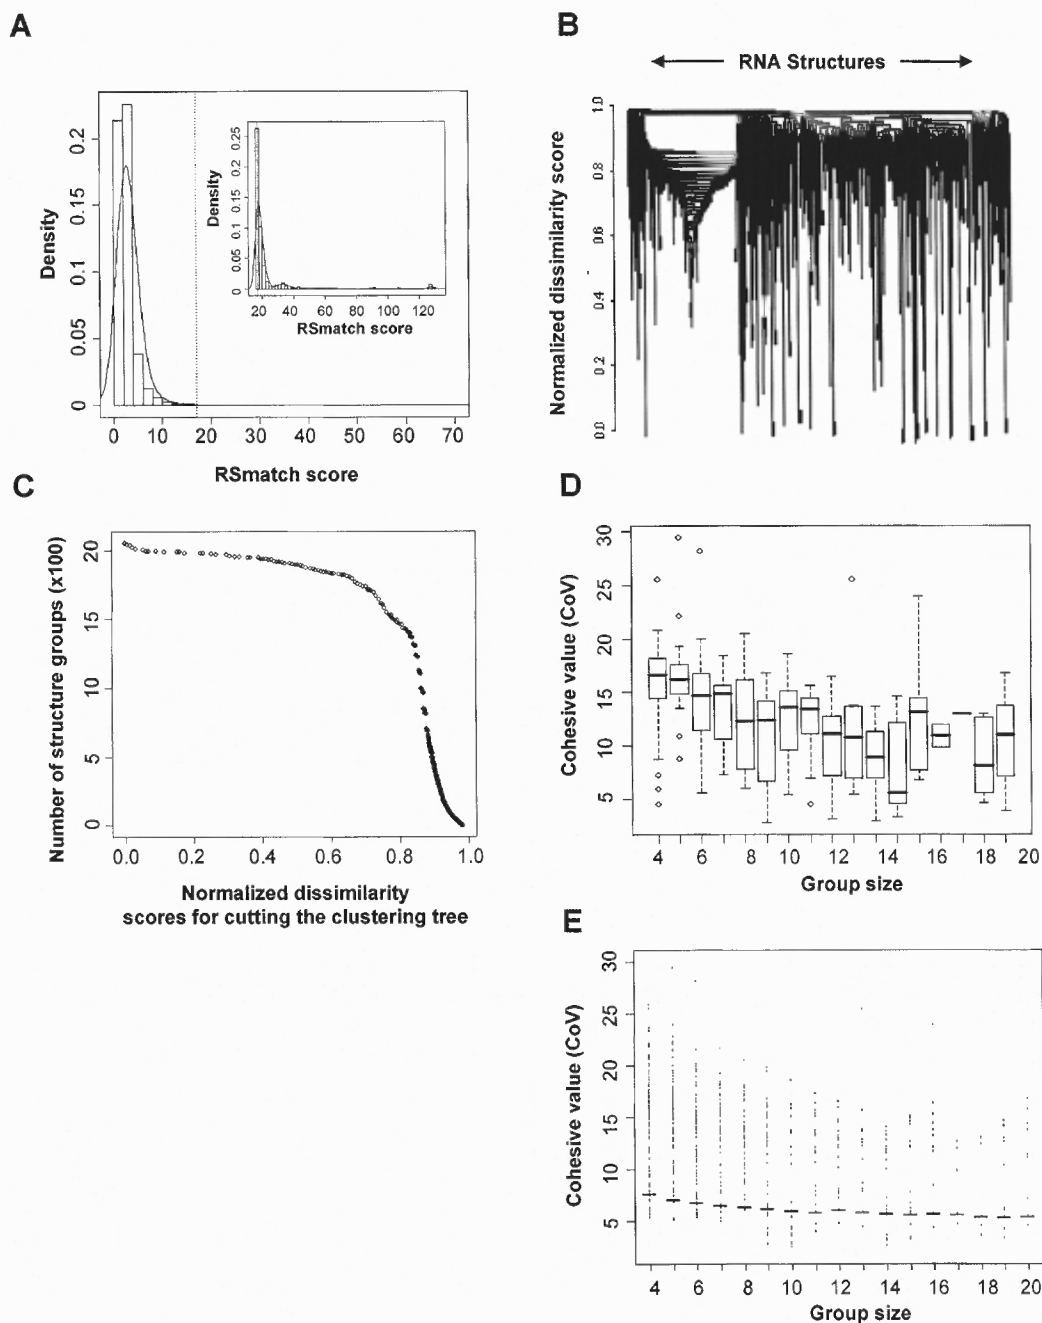 A
Density
0
0.05
0.1
0.15
0.2
0 10 20 30 40 50 60 70
RSmatch score
Density
0
0.05
0.10
0.15
0.2
0.25
20 40 60 80 100 120
RSmatch score
B
RNA Structures
Normalized dissimilarity score
0.0
0.2
0.4
0.6
0.8
1.0
C
Number of structure groups (x100)
0
5
10
15
20
0.0 0.2 0.4 0.6 0.8 1.0
Normalized dissimilarity
scores for cutting the clustering tree
D
Cohesive value (CoV)
5
10
15
20
25
30
4 6 8 10 12 14 16 18 20
Group size
E
Cohesive value (CoV)
5
10
15
20
25
30
4 6 8 10 12 14 16 18 20
Group size